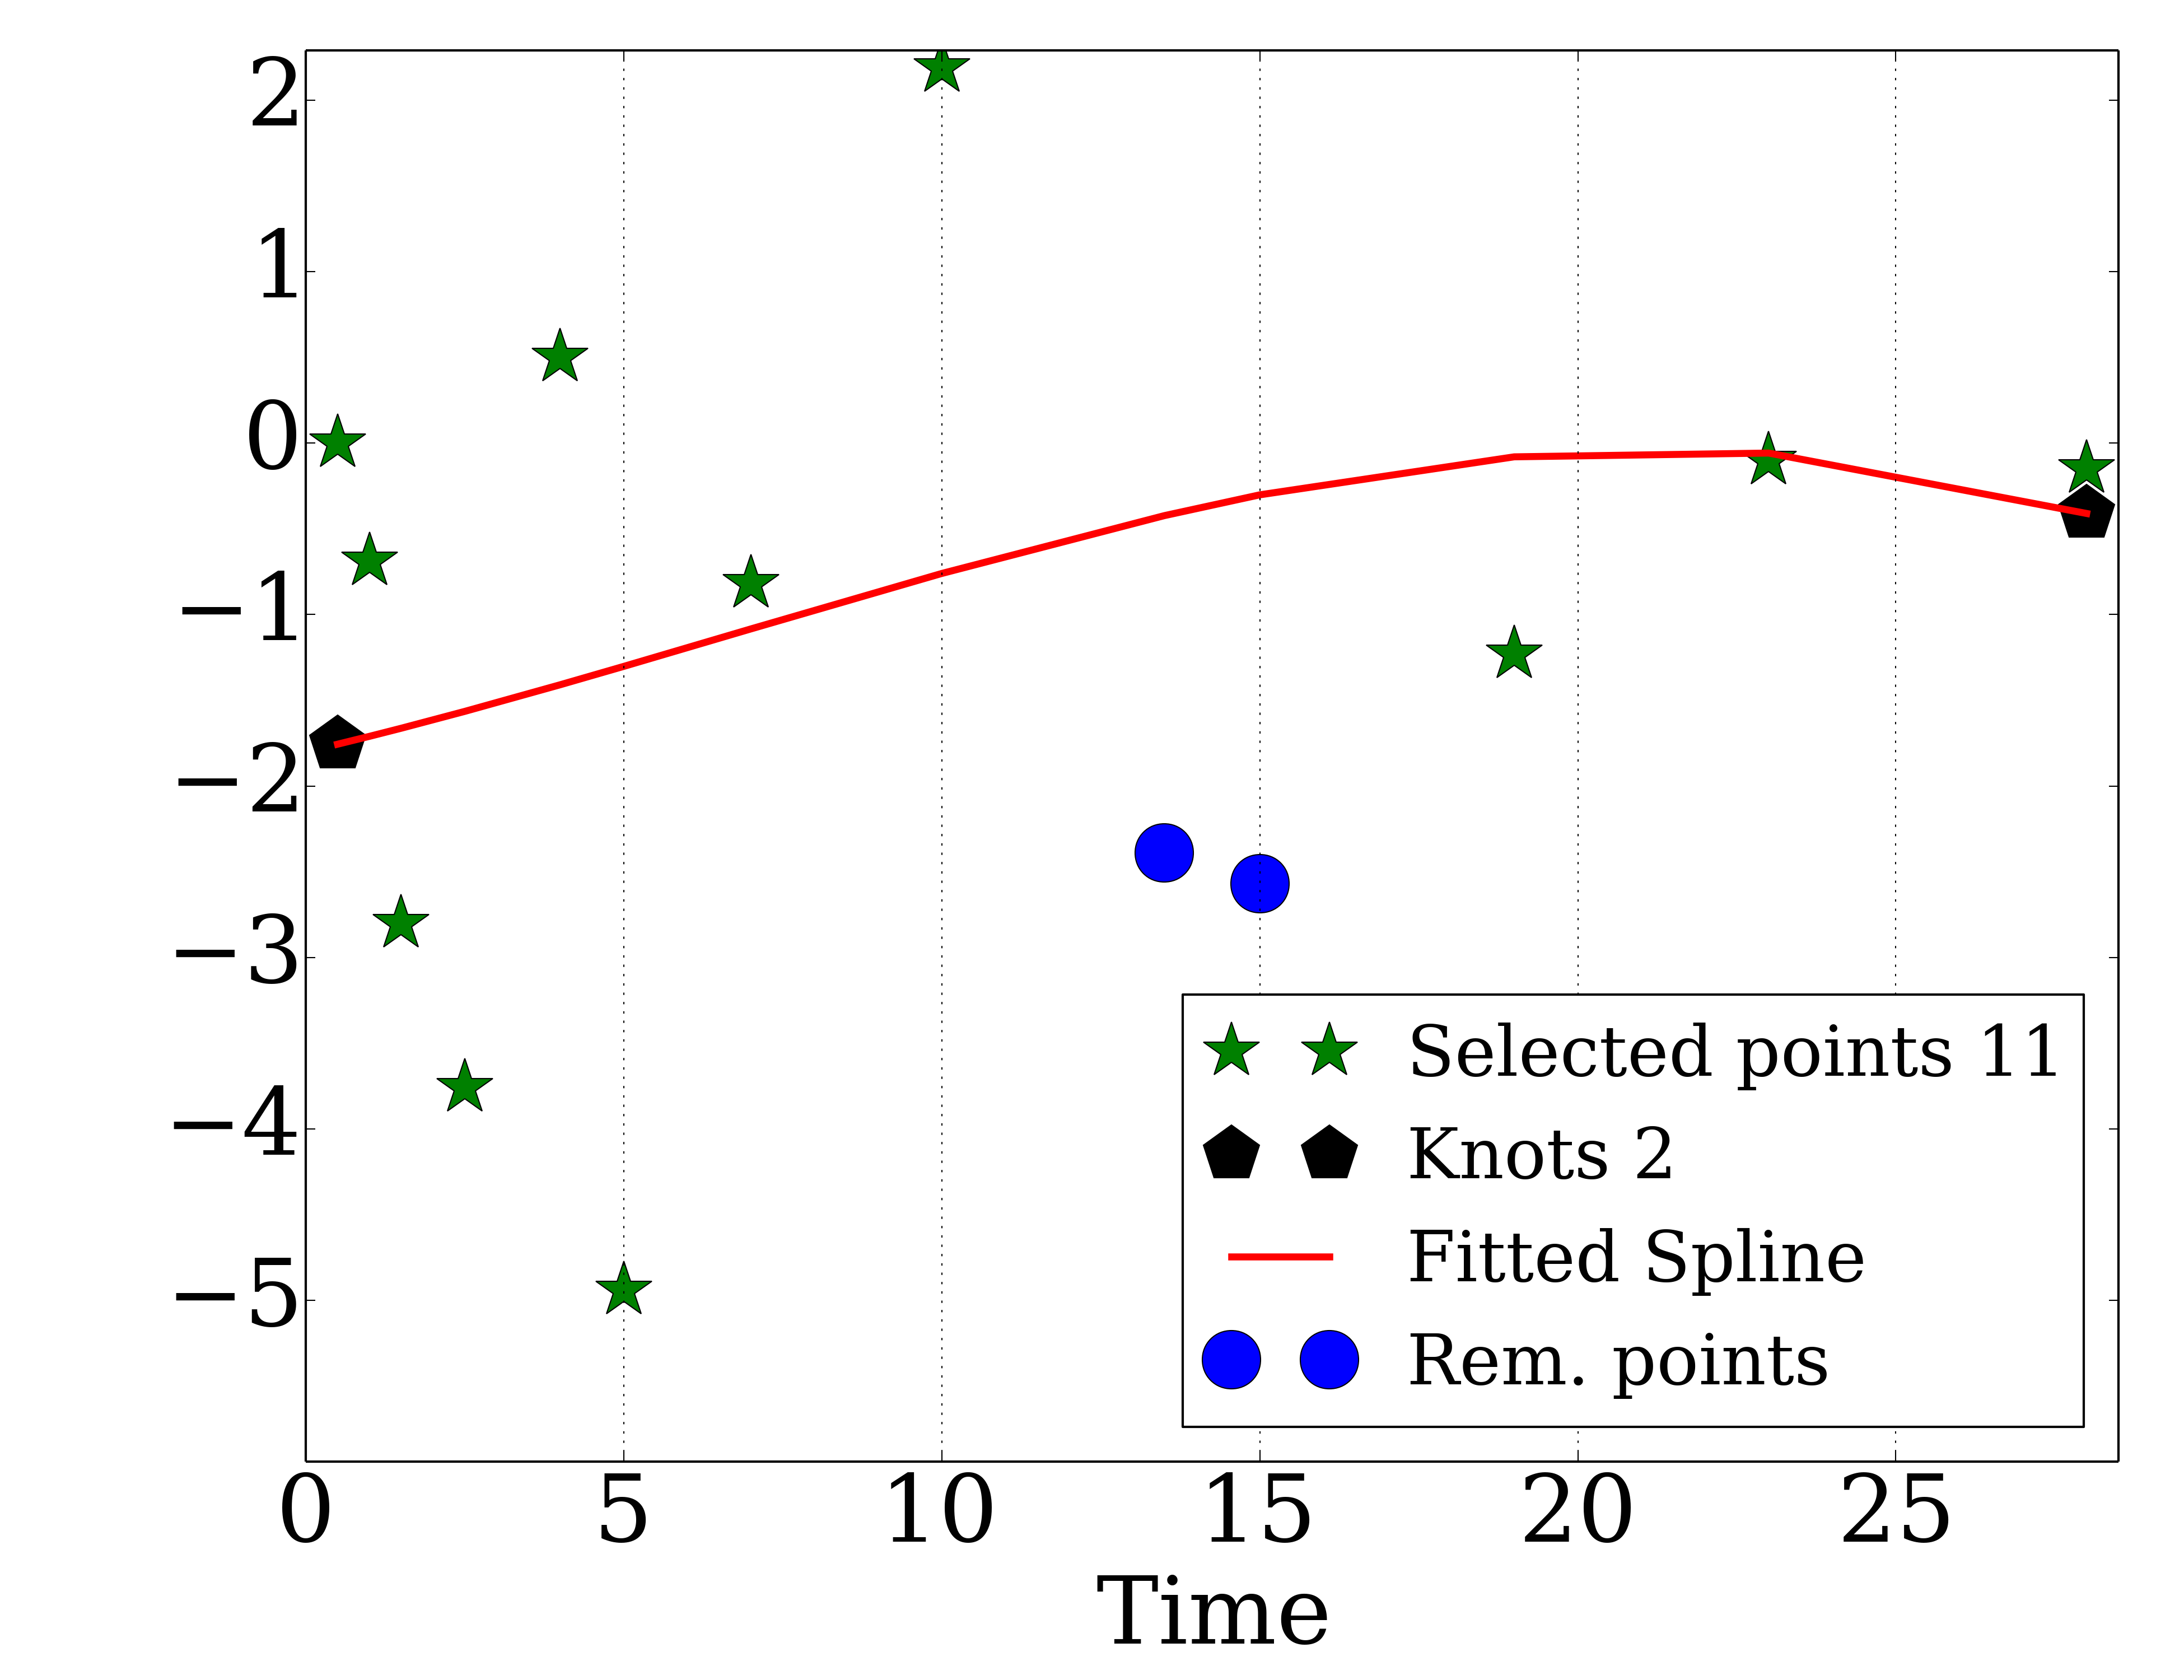 2
1
0
−1
−2
−3
−4
−5
0 5 10 15 20 25
Time
Selected points 11
Knots 2
Fitted Spline
Rem. points